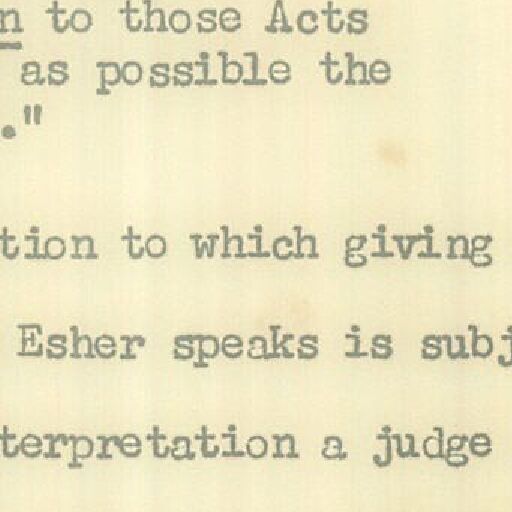 n to those Acts
as possible the
."
tion to which giving
Esher speaks is subj
terpretation a judge